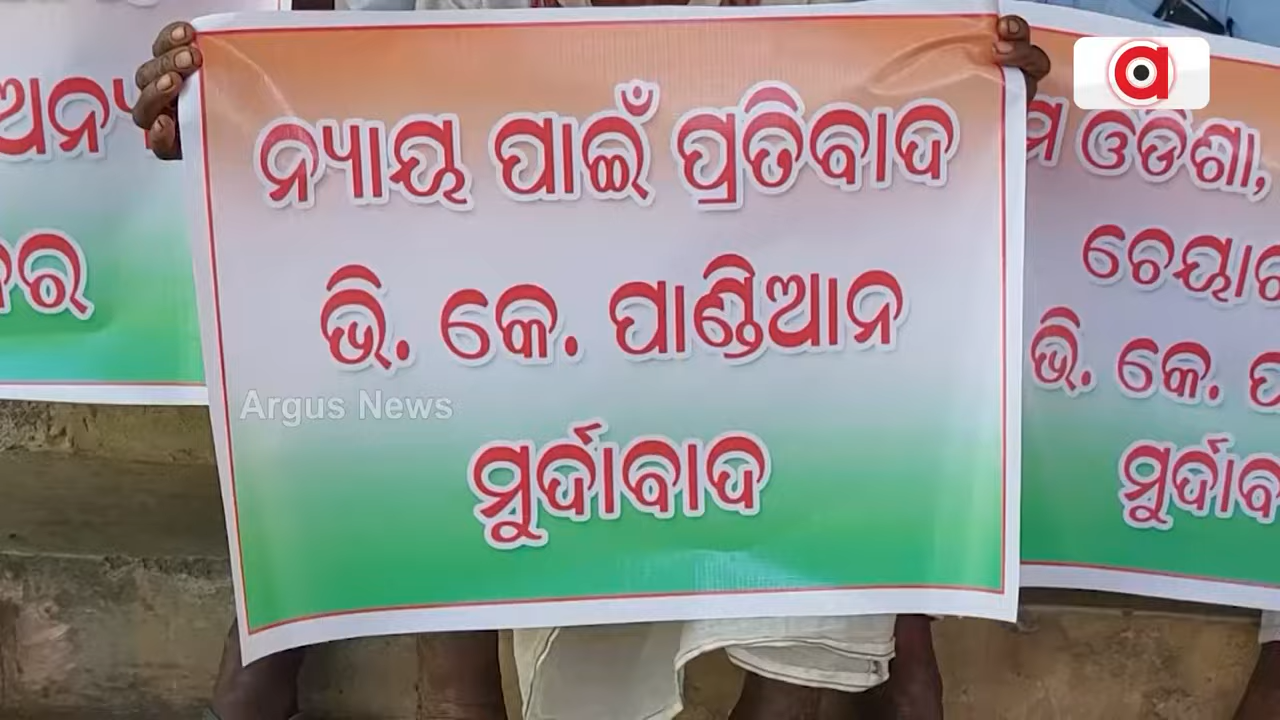 ନ୍ୟାୟ ପାଇଁ ପ୍ରତିବାଦ
ଭି. କେ. ପାଣ୍ଡିଆନ
ମୁର୍ଦ୍ଦାବାଦ
ଓଡିଶା,
ଭି. କେ.
Argus News